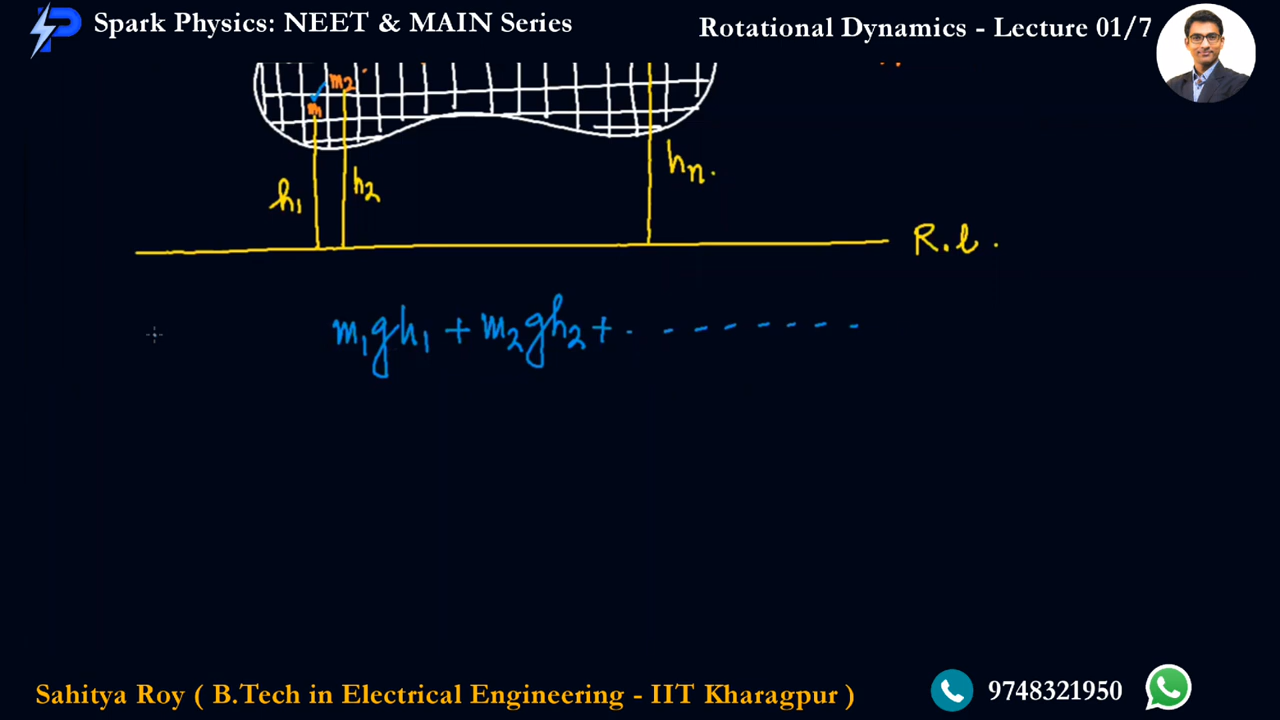 Spark Physics: NEET & MAIN Series
Rotational Dynamics - Lecture 01/7
m2
m1
h1
h2
hn.
R.l.
m1gh1 + m2gh2 + . - - - - - - -
Sahitya Roy ( B.Tech in Electrical Engineering - IIT Kharagpur )
9748321950